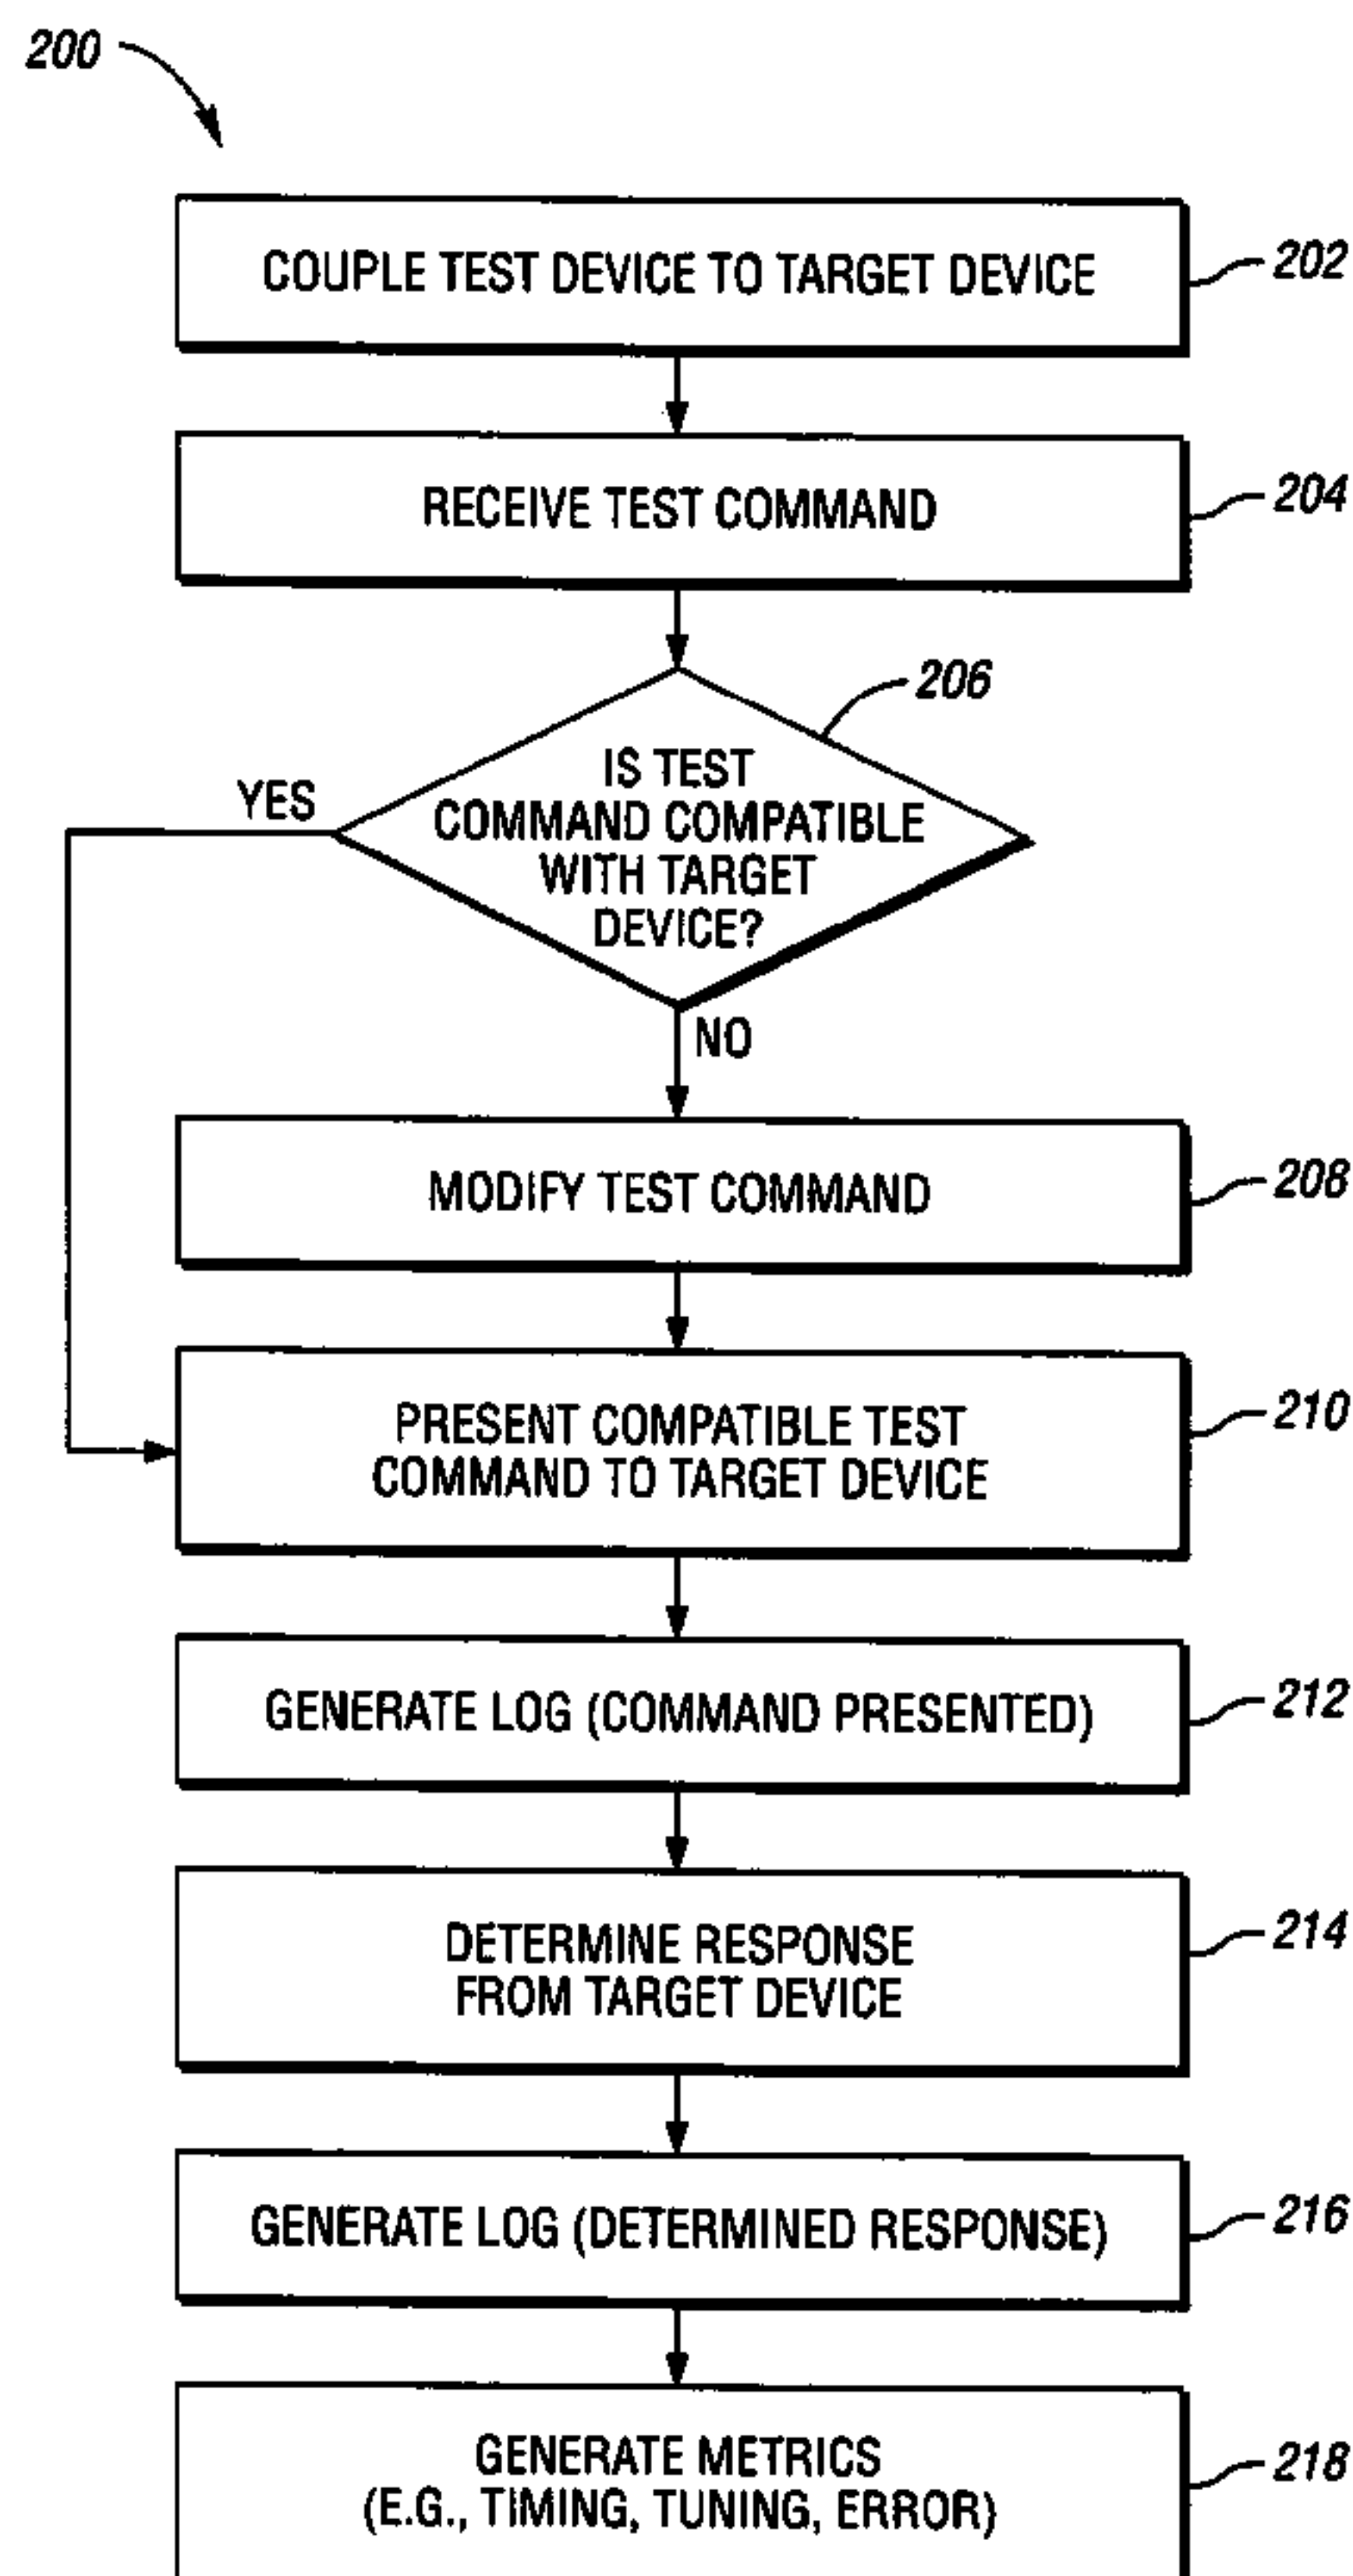 200
COUPLE TEST DEVICE TO TARGET DEVICE
202
RECEIVE TEST COMMAND
204
206
IS TEST
COMMAND COMPATIBLE
WITH TARGET
DEVICE?
YES
NO
MODIFY TEST COMMAND
208
PRESENT COMPATIBLE TEST
COMMAND TO TARGET DEVICE
210
GENERATE LOG (COMMAND PRESENTED)
212
DETERMINE RESPONSE
FROM TARGET DEVICE
214
GENERATE LOG (DETERMINED RESPONSE)
216
GENERATE METRICS
(E.G., TIMING, TUNING, ERROR)
218